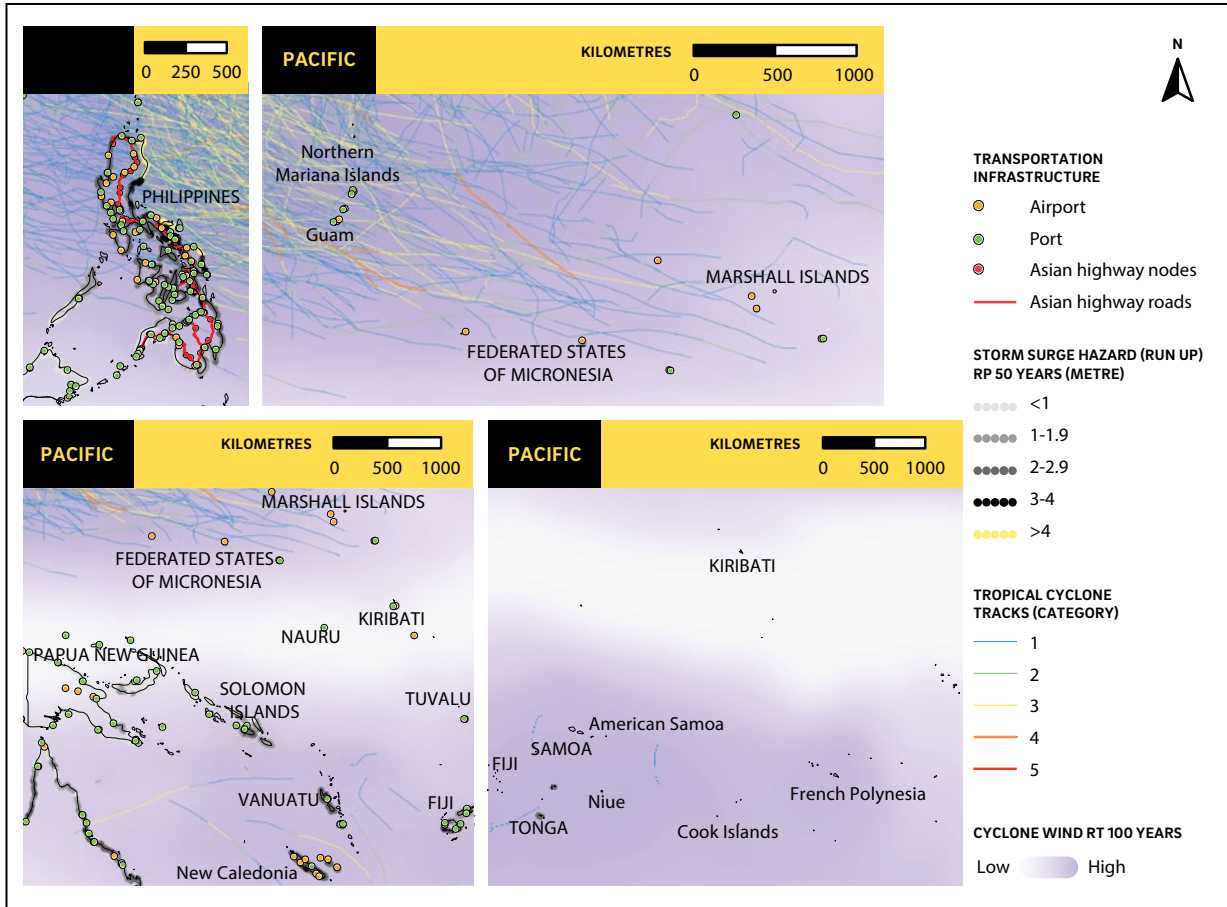 0 250 500
PHILIPPINES
PACIFIC
KILOMETRES
0 500 1000
Northern
Mariana Islands
Guam
MARSHALL ISLANDS
FEDERATED STATES
OF MICRONESIA
PACIFIC
KILOMETRES
0 500 1000
MARSHALL ISLANDS
FEDERATED STATES
OF MICRONESIA
KIRIBATI
NAURU
PAPUA NEW GUINEA
SOLOMON
ISLANDS
TUVALU
VANUATU
FIJI
New Caledonia
PACIFIC
KILOMETRES
0 500 1000
KIRIBATI
American Samoa
SAMOA
FIJI
Niue
French Polynesia
TONGA
Cook Islands
N
TRANSPORTATION
INFRASTRUCTURE
Airport
Port
Asian highway nodes
Asian highway roads
STORM SURGE HAZARD (RUN UP)
RP 50 YEARS (METRE)
<1
1-1.9
2-2.9
3-4
>4
TROPICAL CYCLONE
TRACKS (CATEGORY)
1
2
3
4
5
CYCLONE WIND RT 100 YEARS
Low High